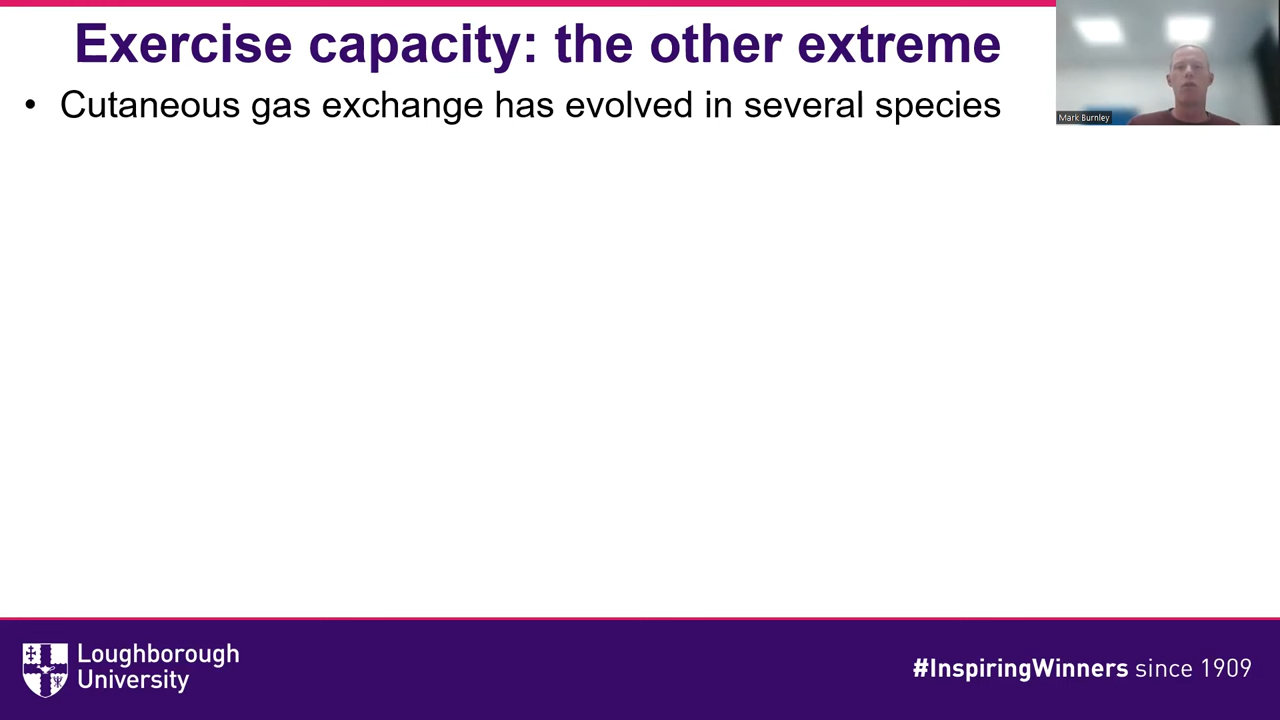 Exercise capacity: the other extreme
• Cutaneous gas exchange has evolved in several species
Mark Burnley
Loughborough
University
#InspiringWinners since 1909